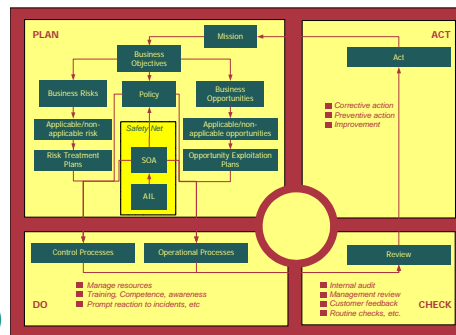 PLAN
Mission
Business
Objectives
Business Risks
Policy
Business
Opportunities
Applicable/non-
applicable risk
Safety Net
Applicable/non-
applicable opportunities
Risk Treatment
Plans
SOA
Opportunity Exploitation
Plans
AIL
ACT
Act
Corrective action
Preventive action
Improvement
Control Processes
Operational Processes
Manage resources
Training, Competence, awareness
Prompt reaction to incidents, etc
DO
Review
Internal audit
Management review
Customer feedback
Routine checks, etc.
CHECK